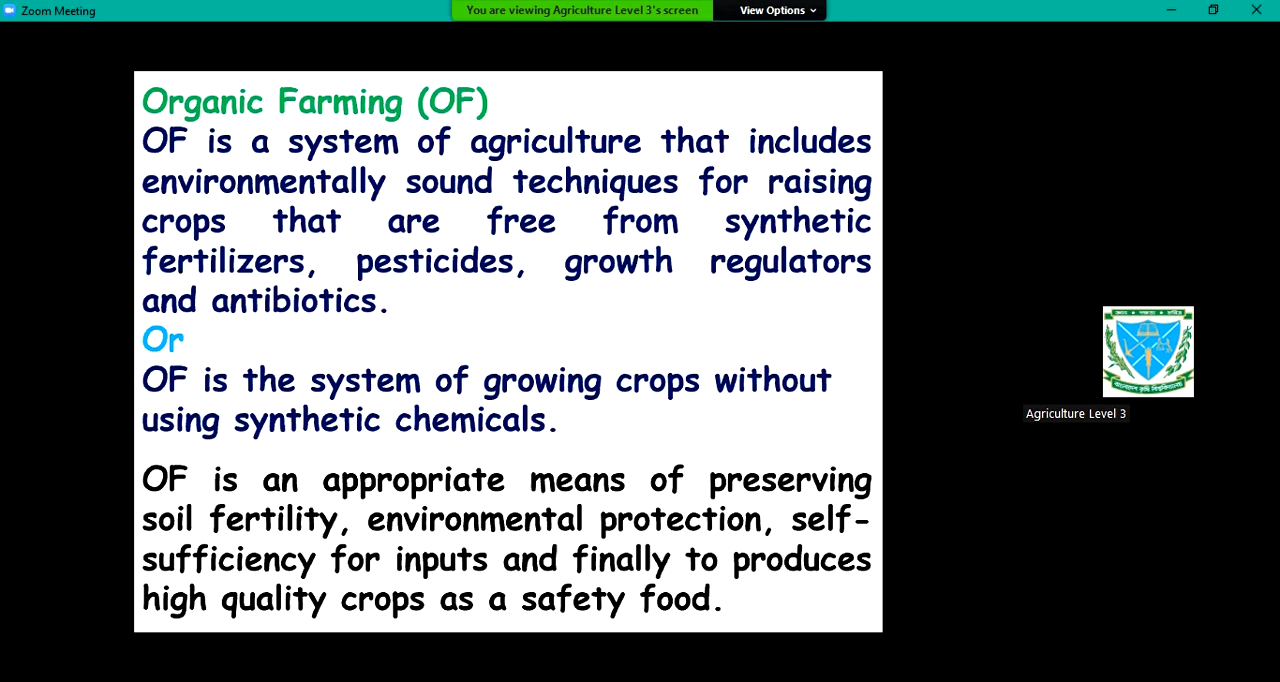 Zoom Meeting
You are viewing Agriculture Level 3's screen
View Options
Organic Farming (OF)
OF is a system of agriculture that includes
environmentally sound techniques for raising
crops that are free from synthetic
fertilizers, pesticides, growth regulators
and antibiotics.
Or
OF is the system of growing crops without
using synthetic chemicals.
OF is an appropriate means of preserving
soil fertility, environmental protection, self-
sufficiency for inputs and finally to produces
high quality crops as a safety food.
বাংলাদেশ কৃষি বিশ্ববিদ্যালয়
Agriculture Level 3